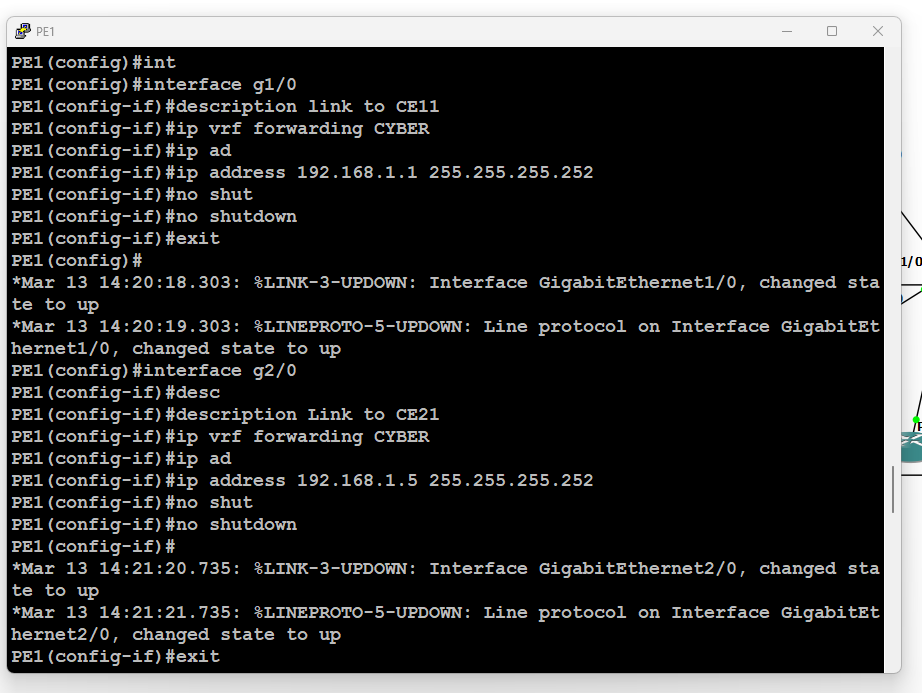 PE1
PE1(config)#int
PE1(config)#interface g1/0
PE1(config-if)#description link to CE11
PE1(config-if)#ip vrf forwarding CYBER
PE1(config-if)#ip ad
PE1(config-if)#ip address 192.168.1.1 255.255.255.252
PE1(config-if)#no shut
PE1(config-if)#no shutdown
PE1(config-if)#exit
PE1(config)#
*Mar 13 14:20:18.303: %LINK-3-UPDOWN: Interface GigabitEthernet1/0, changed sta
te to up
*Mar 13 14:20:19.303: %LINEPROTO-5-UPDOWN: Line protocol on Interface GigabitEt
hernet1/0, changed state to up
PE1(config)#interface g2/0
PE1(config-if)#desc
PE1(config-if)#description Link to CE21
PE1(config-if)#ip vrf forwarding CYBER
PE1(config-if)#ip ad
PE1(config-if)#ip address 192.168.1.5 255.255.255.252
PE1(config-if)#no shut
PE1(config-if)#no shutdown
PE1(config-if)#
*Mar 13 14:21:20.735: %LINK-3-UPDOWN: Interface GigabitEthernet2/0, changed sta
te to up
*Mar 13 14:21:21.735: %LINEPROTO-5-UPDOWN: Line protocol on Interface GigabitEt
hernet2/0, changed state to up
PE1(config-if)#exit
1/0